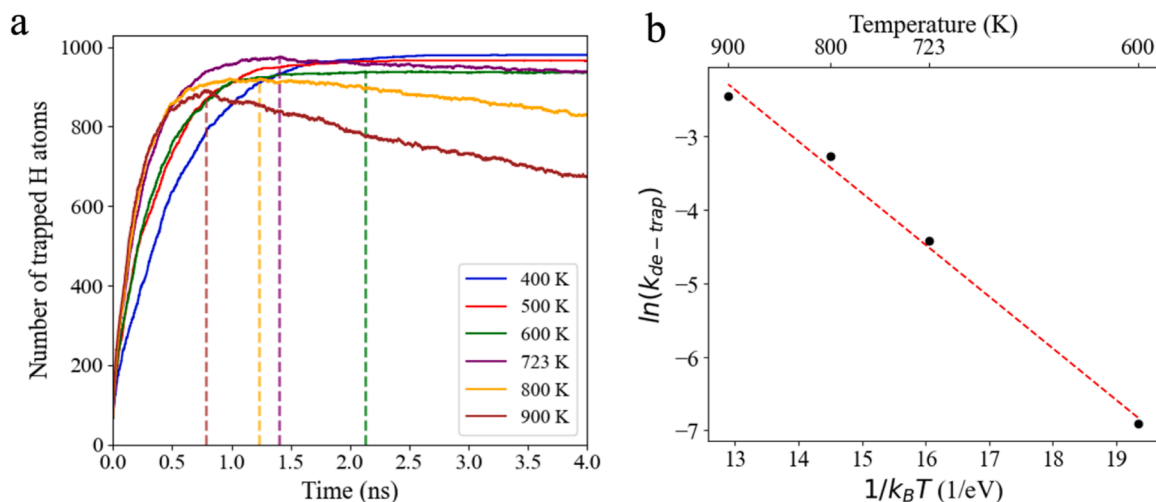 a
Number of trapped H atoms
1000
800
600
400
200
0
0.0 0.5 1.0 1.5 2.0 2.5 3.0 3.5 4.0
Time (ns)
400 K
500 K
600 K
723 K
800 K
900 K
b
Temperature (K)
900 800 723 600
ln(k_{de-trap})
−3
−4
−5
−6
−7
13 14 15 16 17 18 19
1/k_BT (1/eV)